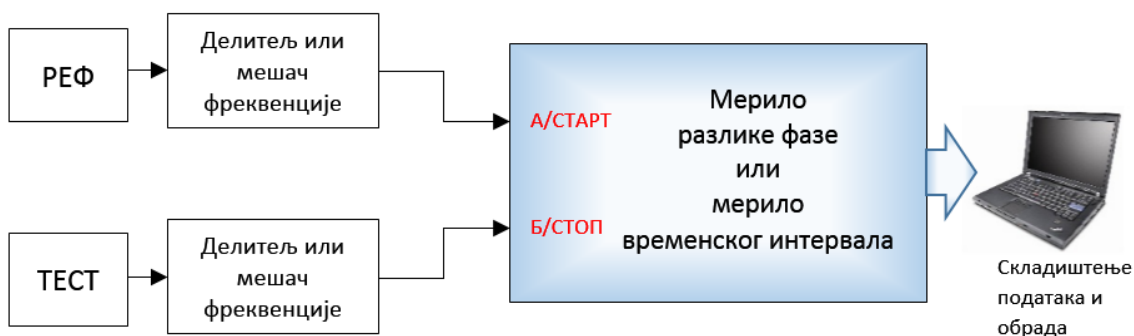 РЕФ
Делитељ или
мешач
фреквенције
А/СТАРТ
Мерило
разлике фазе
или
мерило
временског интервала
Б/СТОП
ТЕСТ
Делитељ или
мешач
фреквенције
Складиштење
података и
обрада